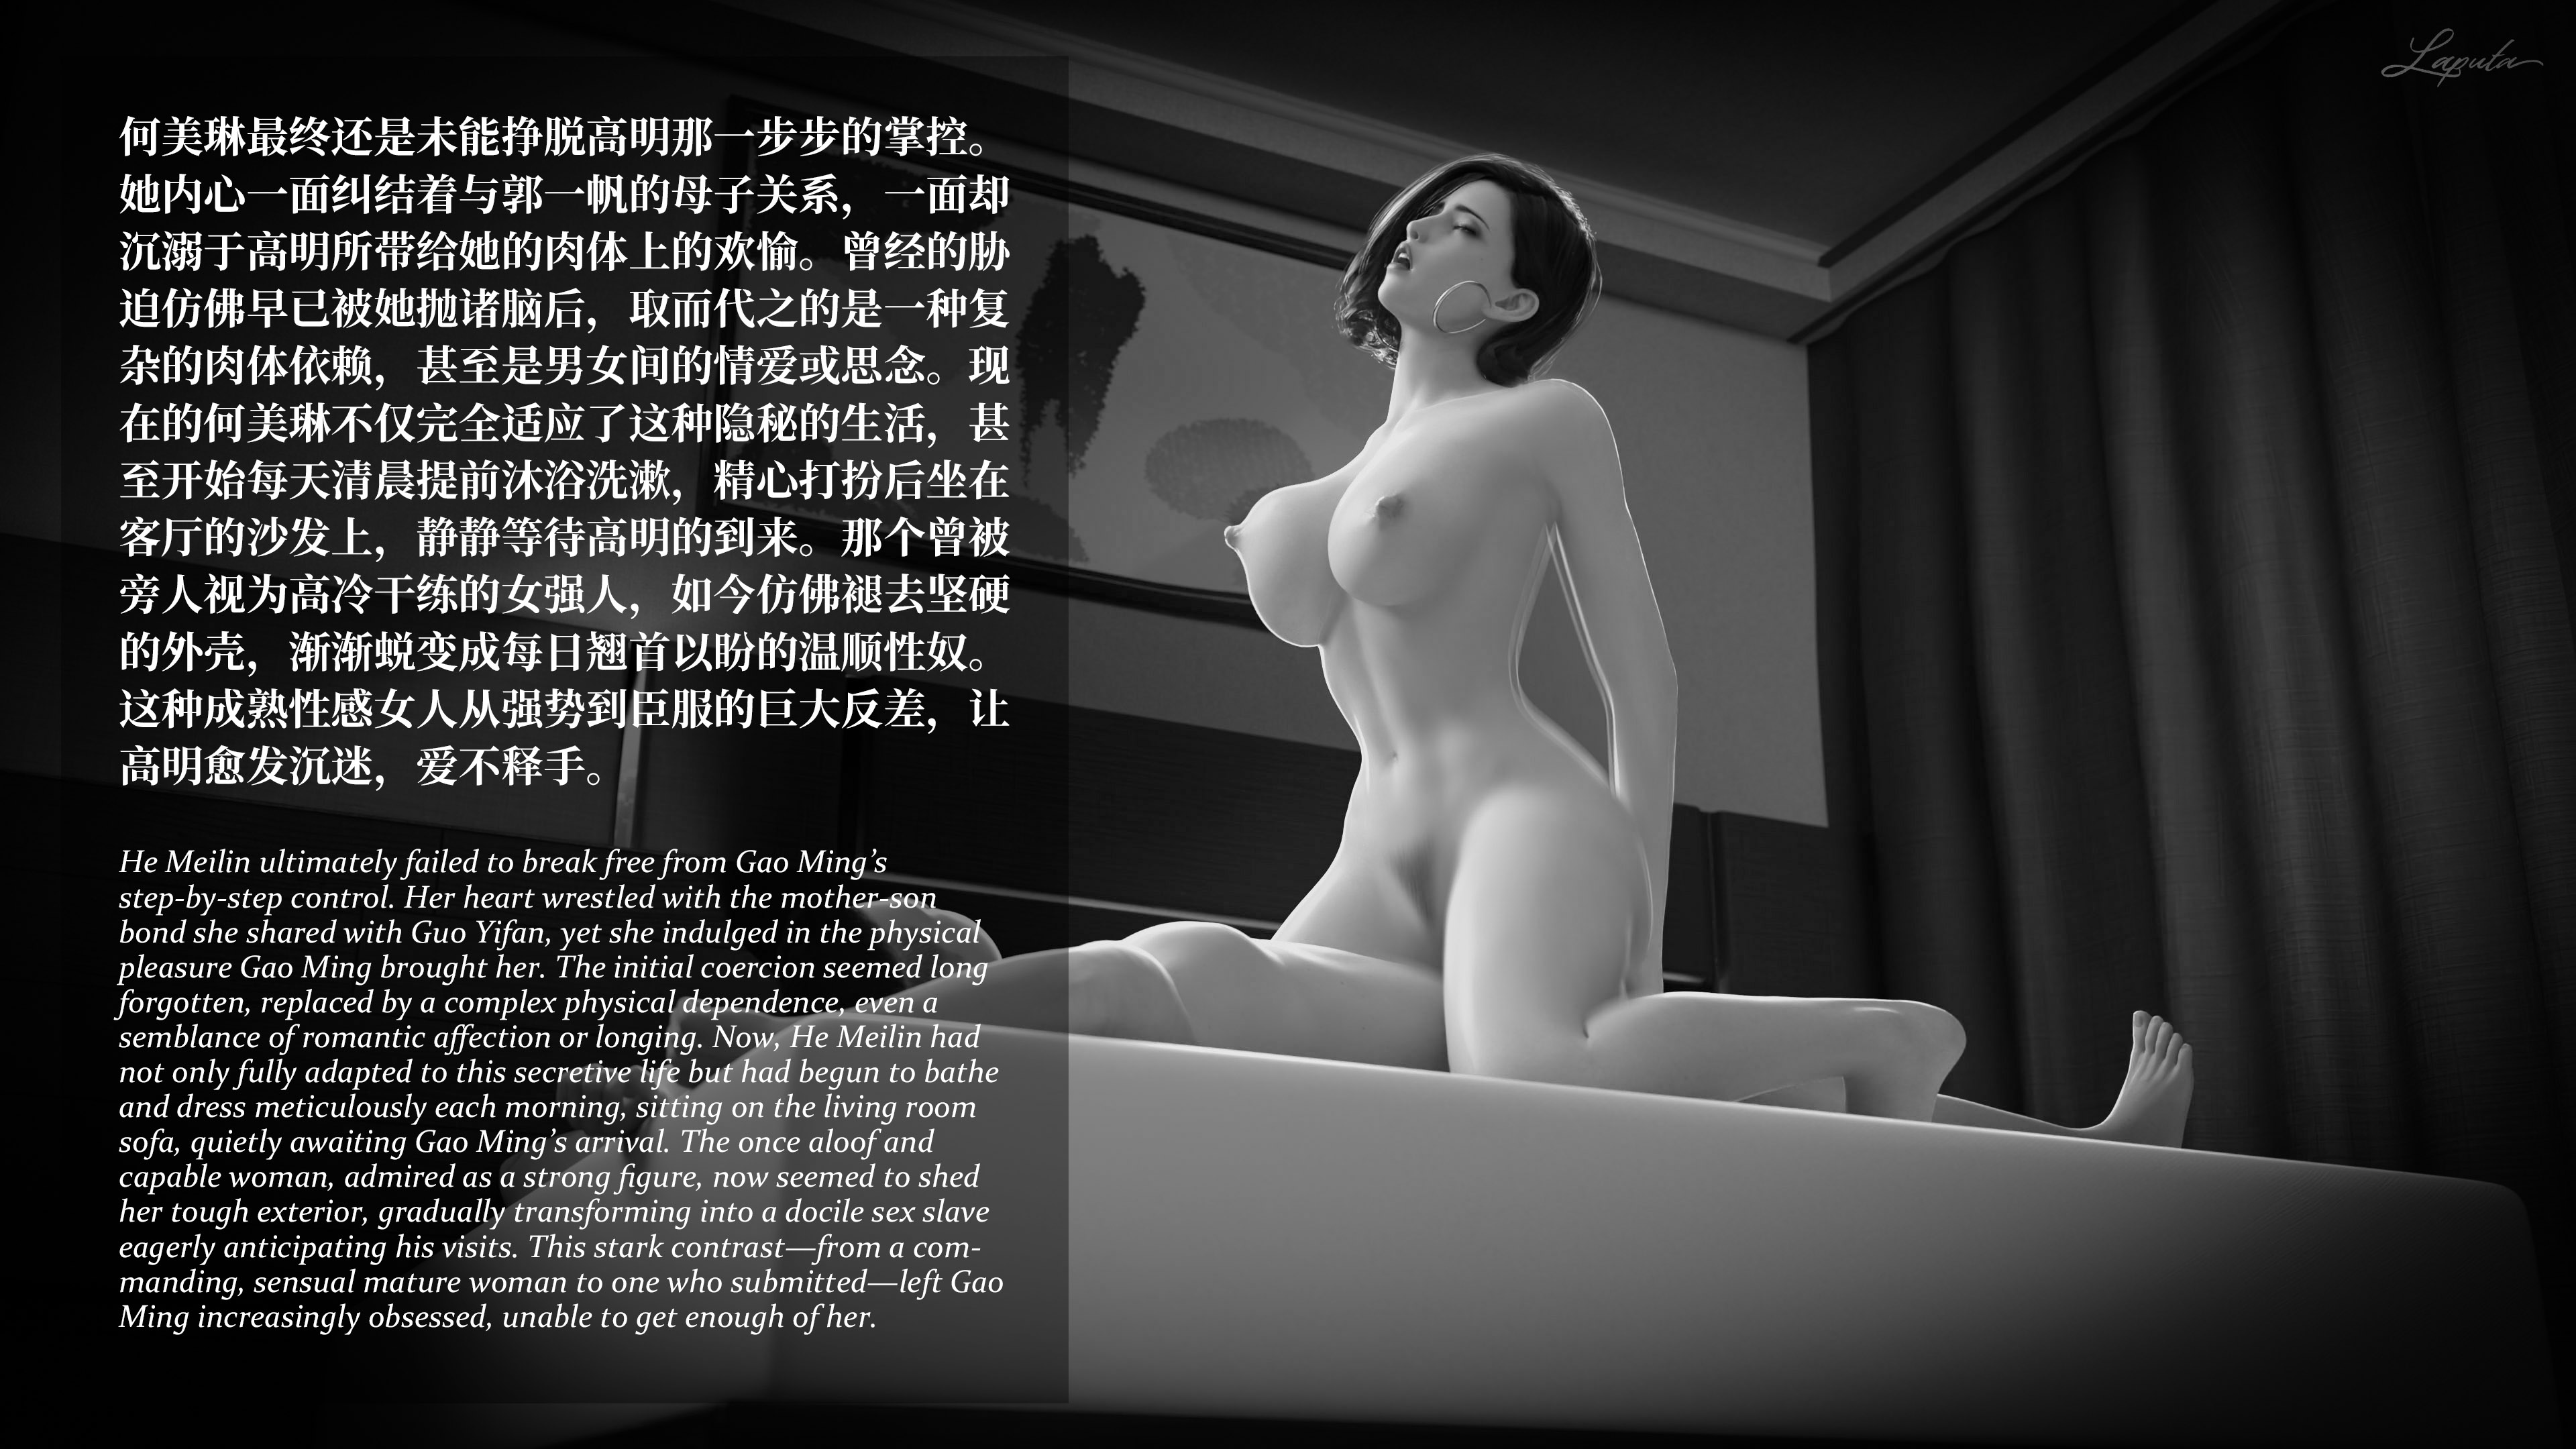 Laputa
何美琳最终还是未能挣脱高明那一步步的掌控。
她内心一面纠结着与郭一帆的母子关系，一面却
沉溺于高明所带给她的肉体上的欢愉。曾经的胁
迫仿佛早已被她抛诸脑后，取而代之的是一种复
杂的肉体依赖，甚至是男女间的情爱或思念。现
在的何美琳不仅完全适应了这种隐秘的生活，甚
至开始每天清晨提前沐浴洗漱，精心打扮后坐在
客厅的沙发上，静静等待高明的到来。那个曾被
旁人视为高冷干练的女强人，如今仿佛褪去坚硬
的外壳，渐渐蜕变成每日翘首以盼的温顺性奴。
这种成熟性感女人从强势到臣服的巨大反差，让
高明愈发沉迷，爱不释手。
He Meilin ultimately failed to break free from Gao Ming’s
step-by-step control. Her heart wrestled with the mother-son
bond she shared with Guo Yifan, yet she indulged in the physical
pleasure Gao Ming brought her. The initial coercion seemed long
forgotten, replaced by a complex physical dependence, even a
semblance of romantic affection or longing. Now, He Meilin had
not only fully adapted to this secretive life but had begun to bathe
and dress meticulously each morning, sitting on the living room
sofa, quietly awaiting Gao Ming’s arrival. The once aloof and
capable woman, admired as a strong figure, now seemed to shed
her tough exterior, gradually transforming into a docile sex slave
eagerly anticipating his visits. This stark contrast—from a com-
manding, sensual mature woman to one who submitted—left Gao
Ming increasingly obsessed, unable to get enough of her.